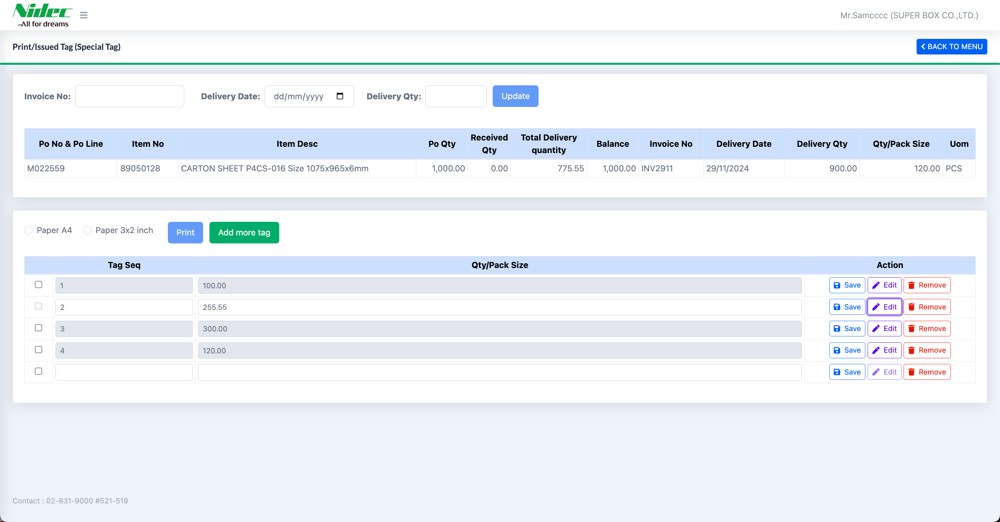 Nidec
All for dreams
Mr.Samcccc (SUPER BOX CO.,LTD.)
Print/Issued Tag (Special Tag)
BACK TO MENU
Invoice No:
Delivery Date: dd/mm/yyyy
Delivery Qty:
Update
Po No & Po Line Item No Item Desc Po Qty Received Qty Total Delivery quantity Balance Invoice No Delivery Date Delivery Qty Qty/Pack Size Uom
M022559 89050128 CARTON SHEET P4CS-016 Size 1075x965x6mm 1,000.00 0.00 775.55 1,000.00 INV2911 29/11/2024 900.00 120.00 PCS
Paper A4 Paper 3x2 inch Print Add more tag
Tag Seq Qty/Pack Size Action
1 100.00 Save Edit Remove
2 255.55 Save Edit Remove
3 300.00 Save Edit Remove
4 120.00 Save Edit Remove
Save Edit Remove
Contact : 02-831-9000 #521-519